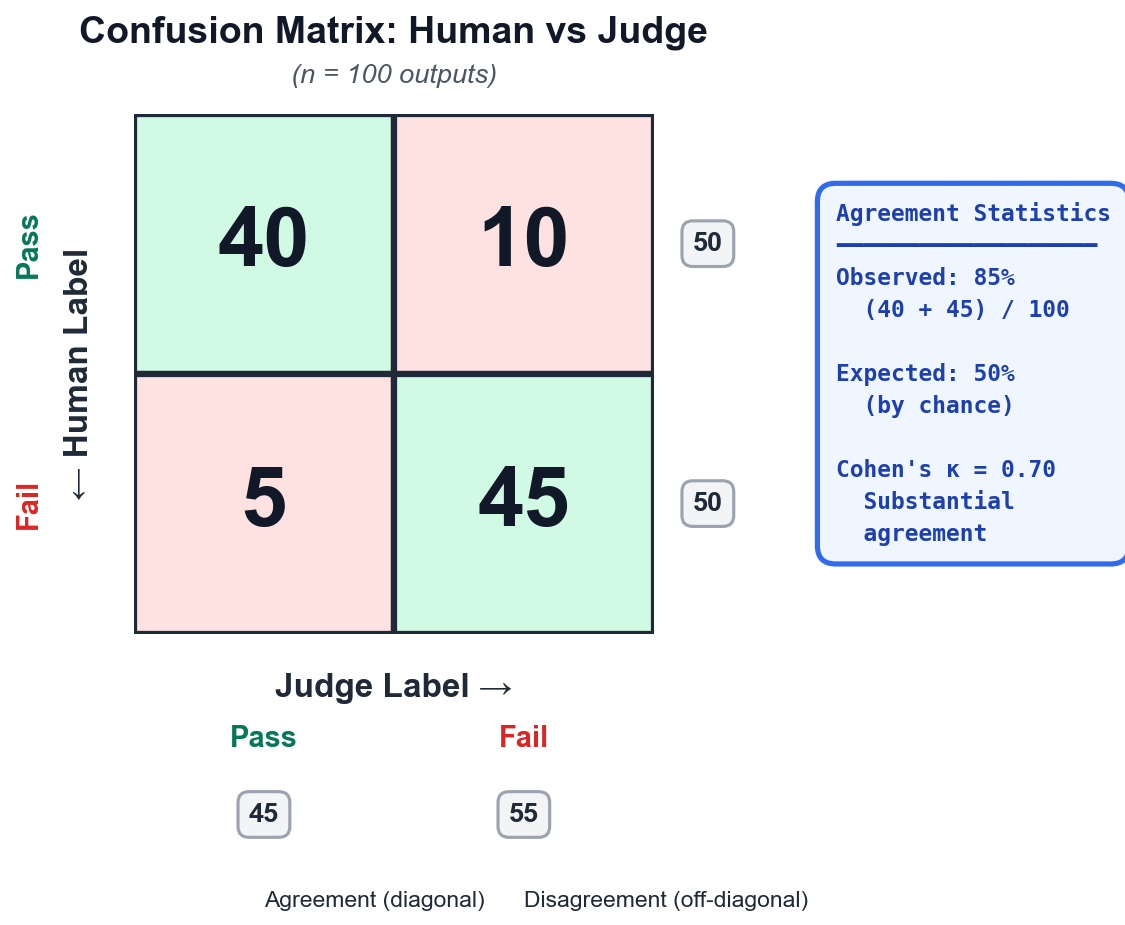 Confusion Matrix: Human vs Judge
(n = 100 outputs)
Pass
Fail
← Human Label
40
10
50
5
45
50
Judge Label →
Pass
Fail
45
55
Agreement (diagonal)
Disagreement (off-diagonal)
Agreement Statistics
Observed: 85%
(40 + 45) / 100
Expected: 50%
(by chance)
Cohen's κ = 0.70
Substantial
agreement